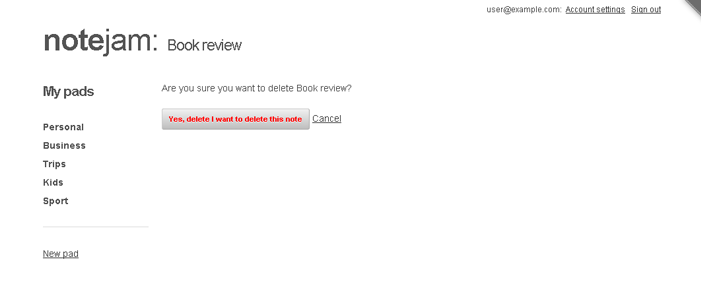 user@example.com: Account settings Sign out
notejam: Book review
My pads
Personal
Business
Trips
Kids
Sport
New pad
Are you sure you want to delete Book review?
Yes, delete I want to delete this note Cancel